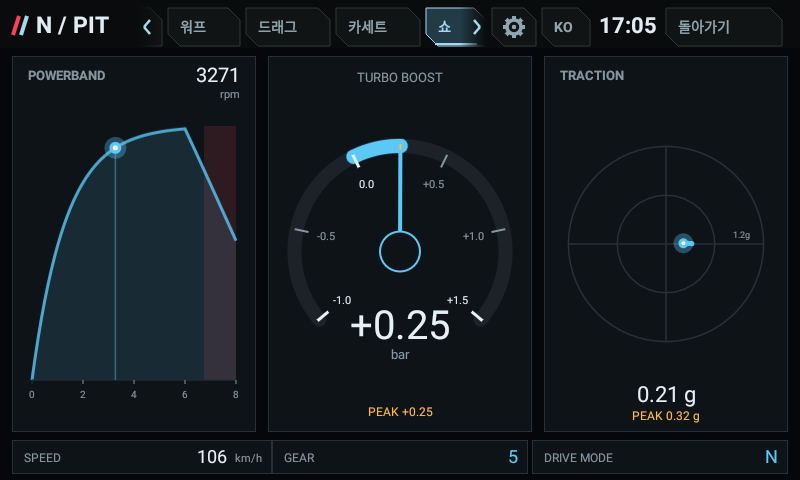 N / PIT 워프 드래그 카세트 쇼 KO 17:05 돌아가기
POWERBAND 3271
rpm
0 2 4 6 8
TURBO BOOST
0.0 +0.5
-0.5 +1.0
-1.0 +1.5
+0.25
bar
PEAK +0.25
TRACTION
1.2g
0.21 g
PEAK 0.32 g
SPEED 106 km/h GEAR 5 DRIVE MODE N